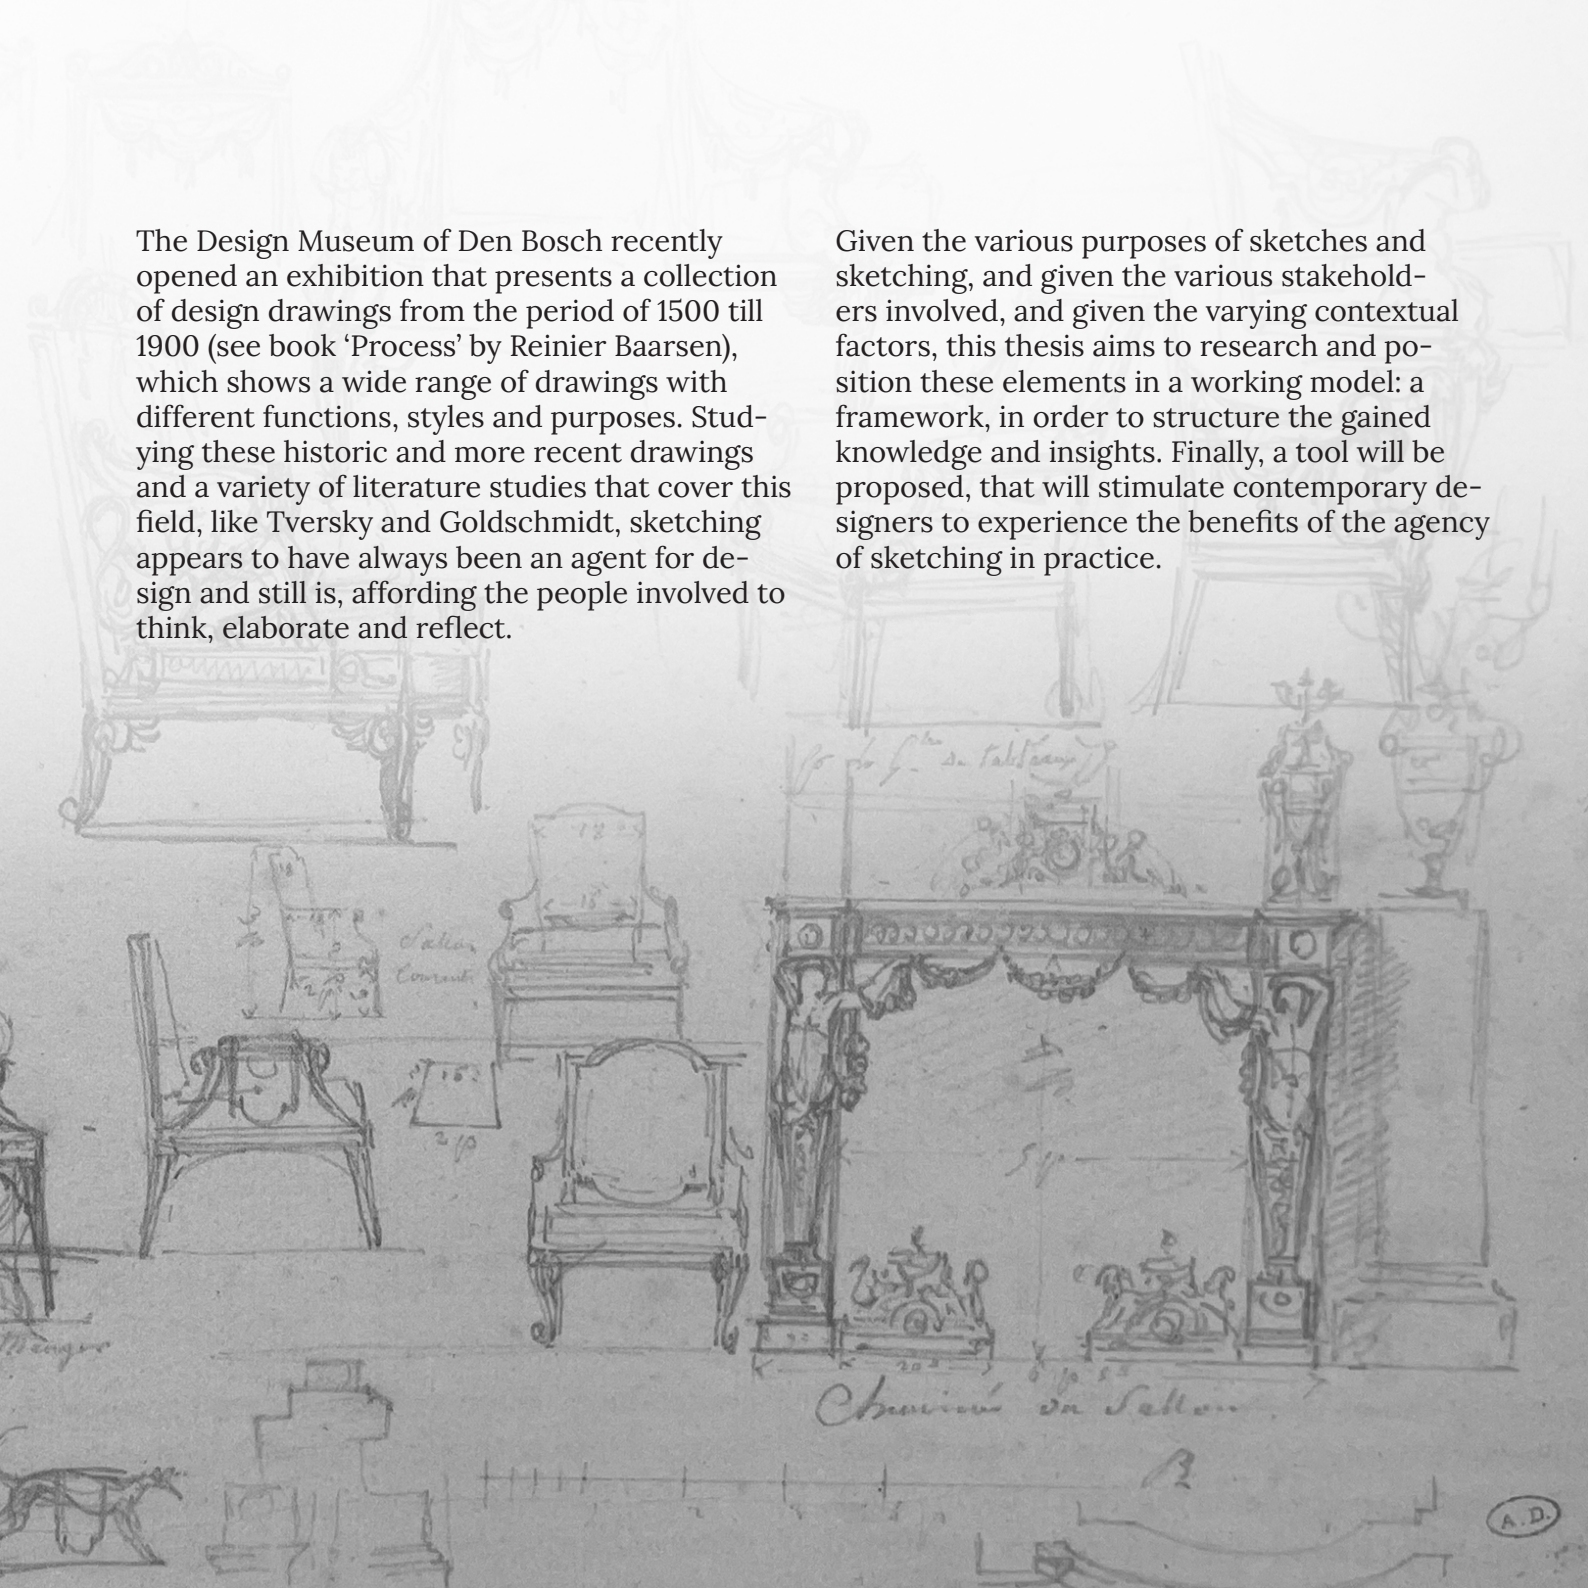 The Design Museum of Den Bosch recently
opened an exhibition that presents a collection
of design drawings from the period of 1500 till
1900 (see book ‘Process’ by Reinier Baarsen),
which shows a wide range of drawings with
different functions, styles and purposes. Stud-
ying these historic and more recent drawings
and a variety of literature studies that cover this
field, like Tversky and Goldschmidt, sketching
appears to have always been an agent for de-
sign and still is, affording the people involved to
think, elaborate and reflect.
Given the various purposes of sketches and
sketching, and given the various stakehold-
ers involved, and given the varying contextual
factors, this thesis aims to research and po-
sition these elements in a working model: a
framework, in order to structure the gained
knowledge and insights. Finally, a tool will be
proposed, that will stimulate contemporary de-
signers to experience the benefits of the agency
of sketching in practice.
Sallon
A.D.